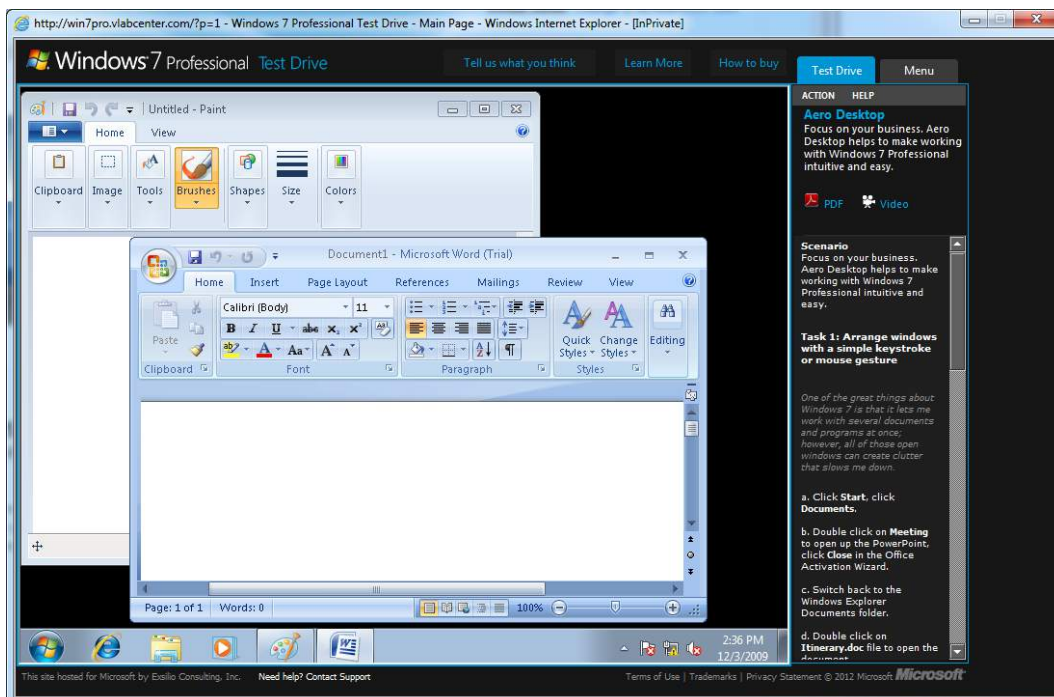 http://win7pro.vlabcenter.com/?p=1 - Windows 7 Professional Test Drive - Main Page - Windows Internet Explorer - [InPrivate]
Windows 7 Professional Test Drive
Tell us what you think
Learn More
How to buy
Test Drive
Menu
Untitled - Paint
Home
View
Clipboard
Image
Tools
Brushes
Shapes
Size
Colors
Document1 - Microsoft Word (Trial)
Home Insert Page Layout References Mailings Review View
Calibri (Body)
11
Paste
B I U abe x₂ x²
Aa
Quick Styles
Change Styles
Editing
Clipboard
Font
Paragraph
Styles
Page: 1 of 1
Words: 0
100%
2:36 PM
12/3/2009
ACTION HELP
Aero Desktop
Focus on your business. Aero
Desktop helps to make working
with Windows 7 Professional
intuitive and easy.
PDF
Video
Scenario
Focus on your business.
Aero Desktop helps to make
working with Windows 7
Professional intuitive and
easy.
Task 1: Arrange windows
with a simple keystroke
or mouse gesture
One of the great things about
Windows 7 is that it lets me
work with several documents
and programs at once;
however, all of those open
windows can create clutter
that slows me down.
a. Click Start, click
Documents.
b. Double click on Meeting
to open up the PowerPoint,
click Close in the Office
Activation Wizard.
c. Switch back to the
Windows Explorer
Documents folder.
d. Double click on
Itinerary.doc file to open the
document
This site hosted for Microsoft by Exsilio Consulting, Inc.
Need help? Contact Support
Terms of Use | Trademarks | Privacy Statement © 2012 Microsoft Microsoft